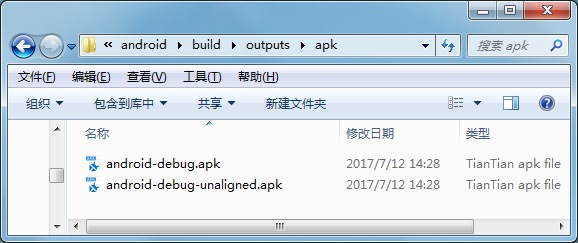 « android ▸ build ▸ outputs ▸ apk
搜索 apk
文件(F) 编辑(E) 查看(V) 工具(T) 帮助(H)
组织 包含到库中 共享 新建文件夹
名称 修改日期 类型
android-debug.apk 2017/7/12 14:28 TianTian apk file
android-debug-unaligned.apk 2017/7/12 14:28 TianTian apk file